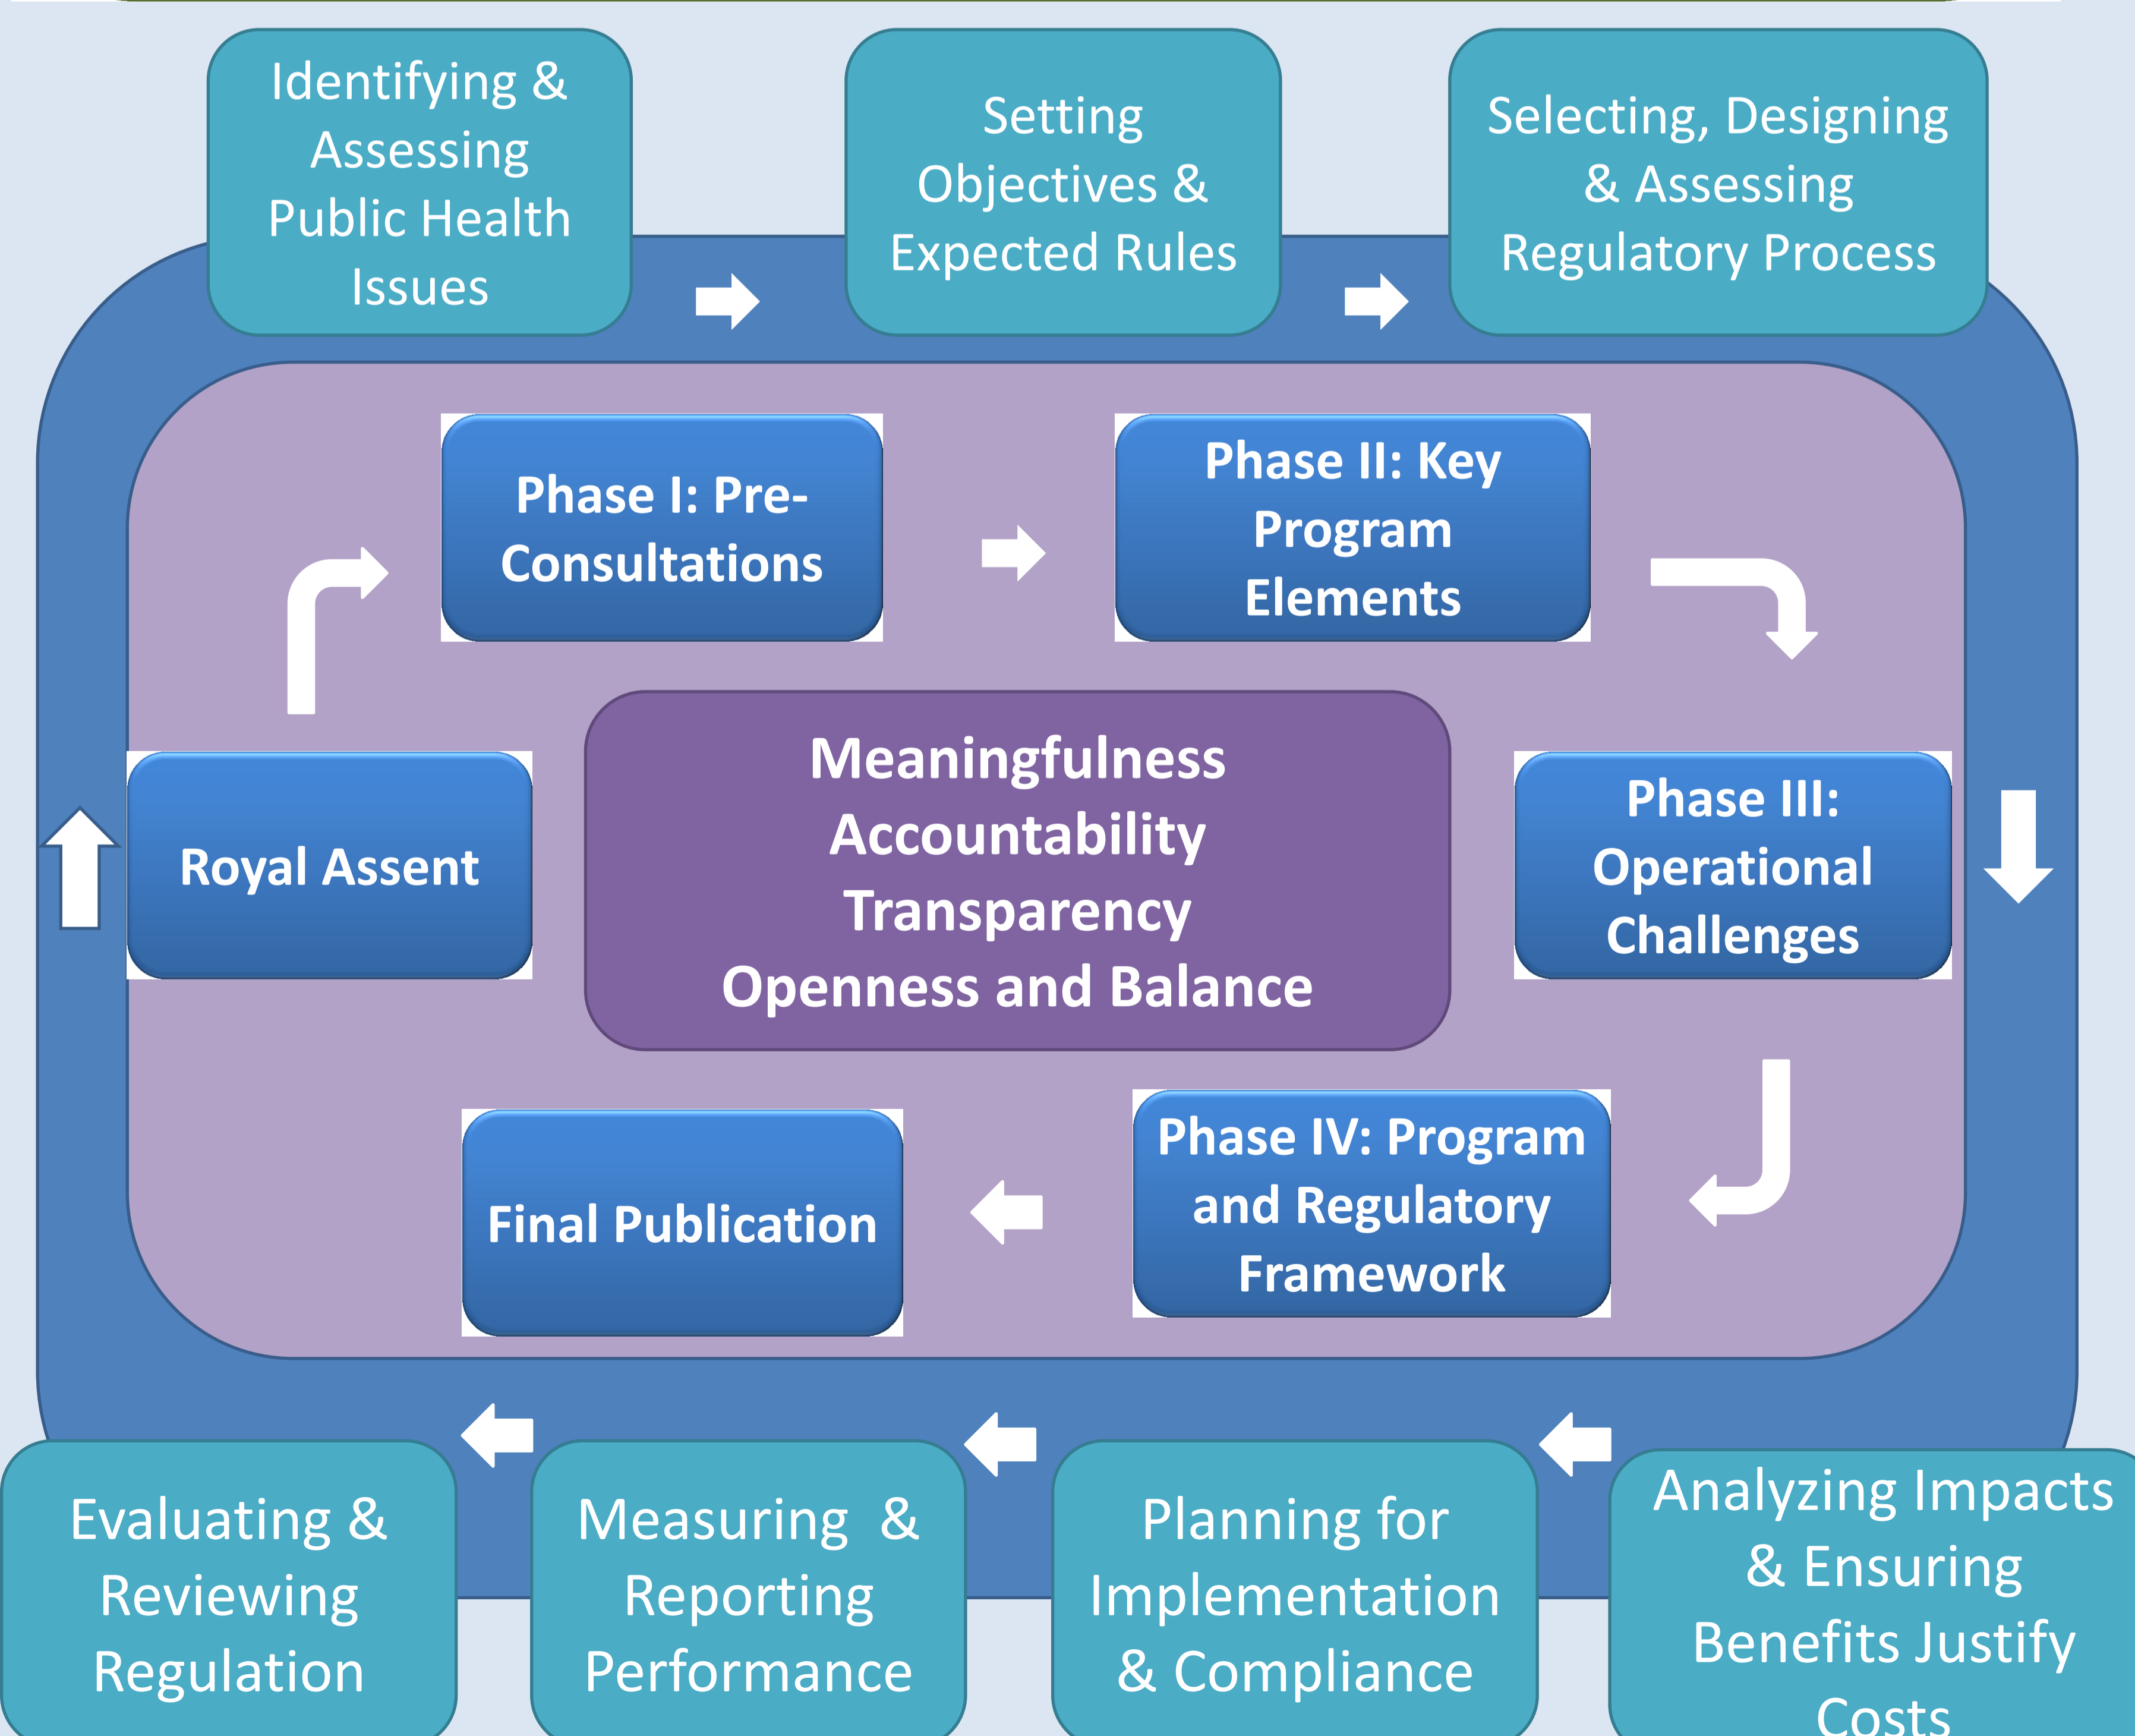 Identifying &
Assessing
Public Health
Issues
Setting
Objectives &
Expected Rules
Selecting, Designing
& Assessing
Regulatory Process
Phase I: Pre-
Consultations
Phase II: Key
Program
Elements
Royal Assent
Meaningfulness
Accountability
Transparency
Openness and Balance
Phase III:
Operational
Challenges
Final Publication
Phase IV: Program
and Regulatory
Framework
Evaluating &
Reviewing
Regulation
Measuring &
Reporting
Performance
Planning for
Implementation
& Compliance
Analyzing Impacts
& Ensuring
Benefits Justify
Costs